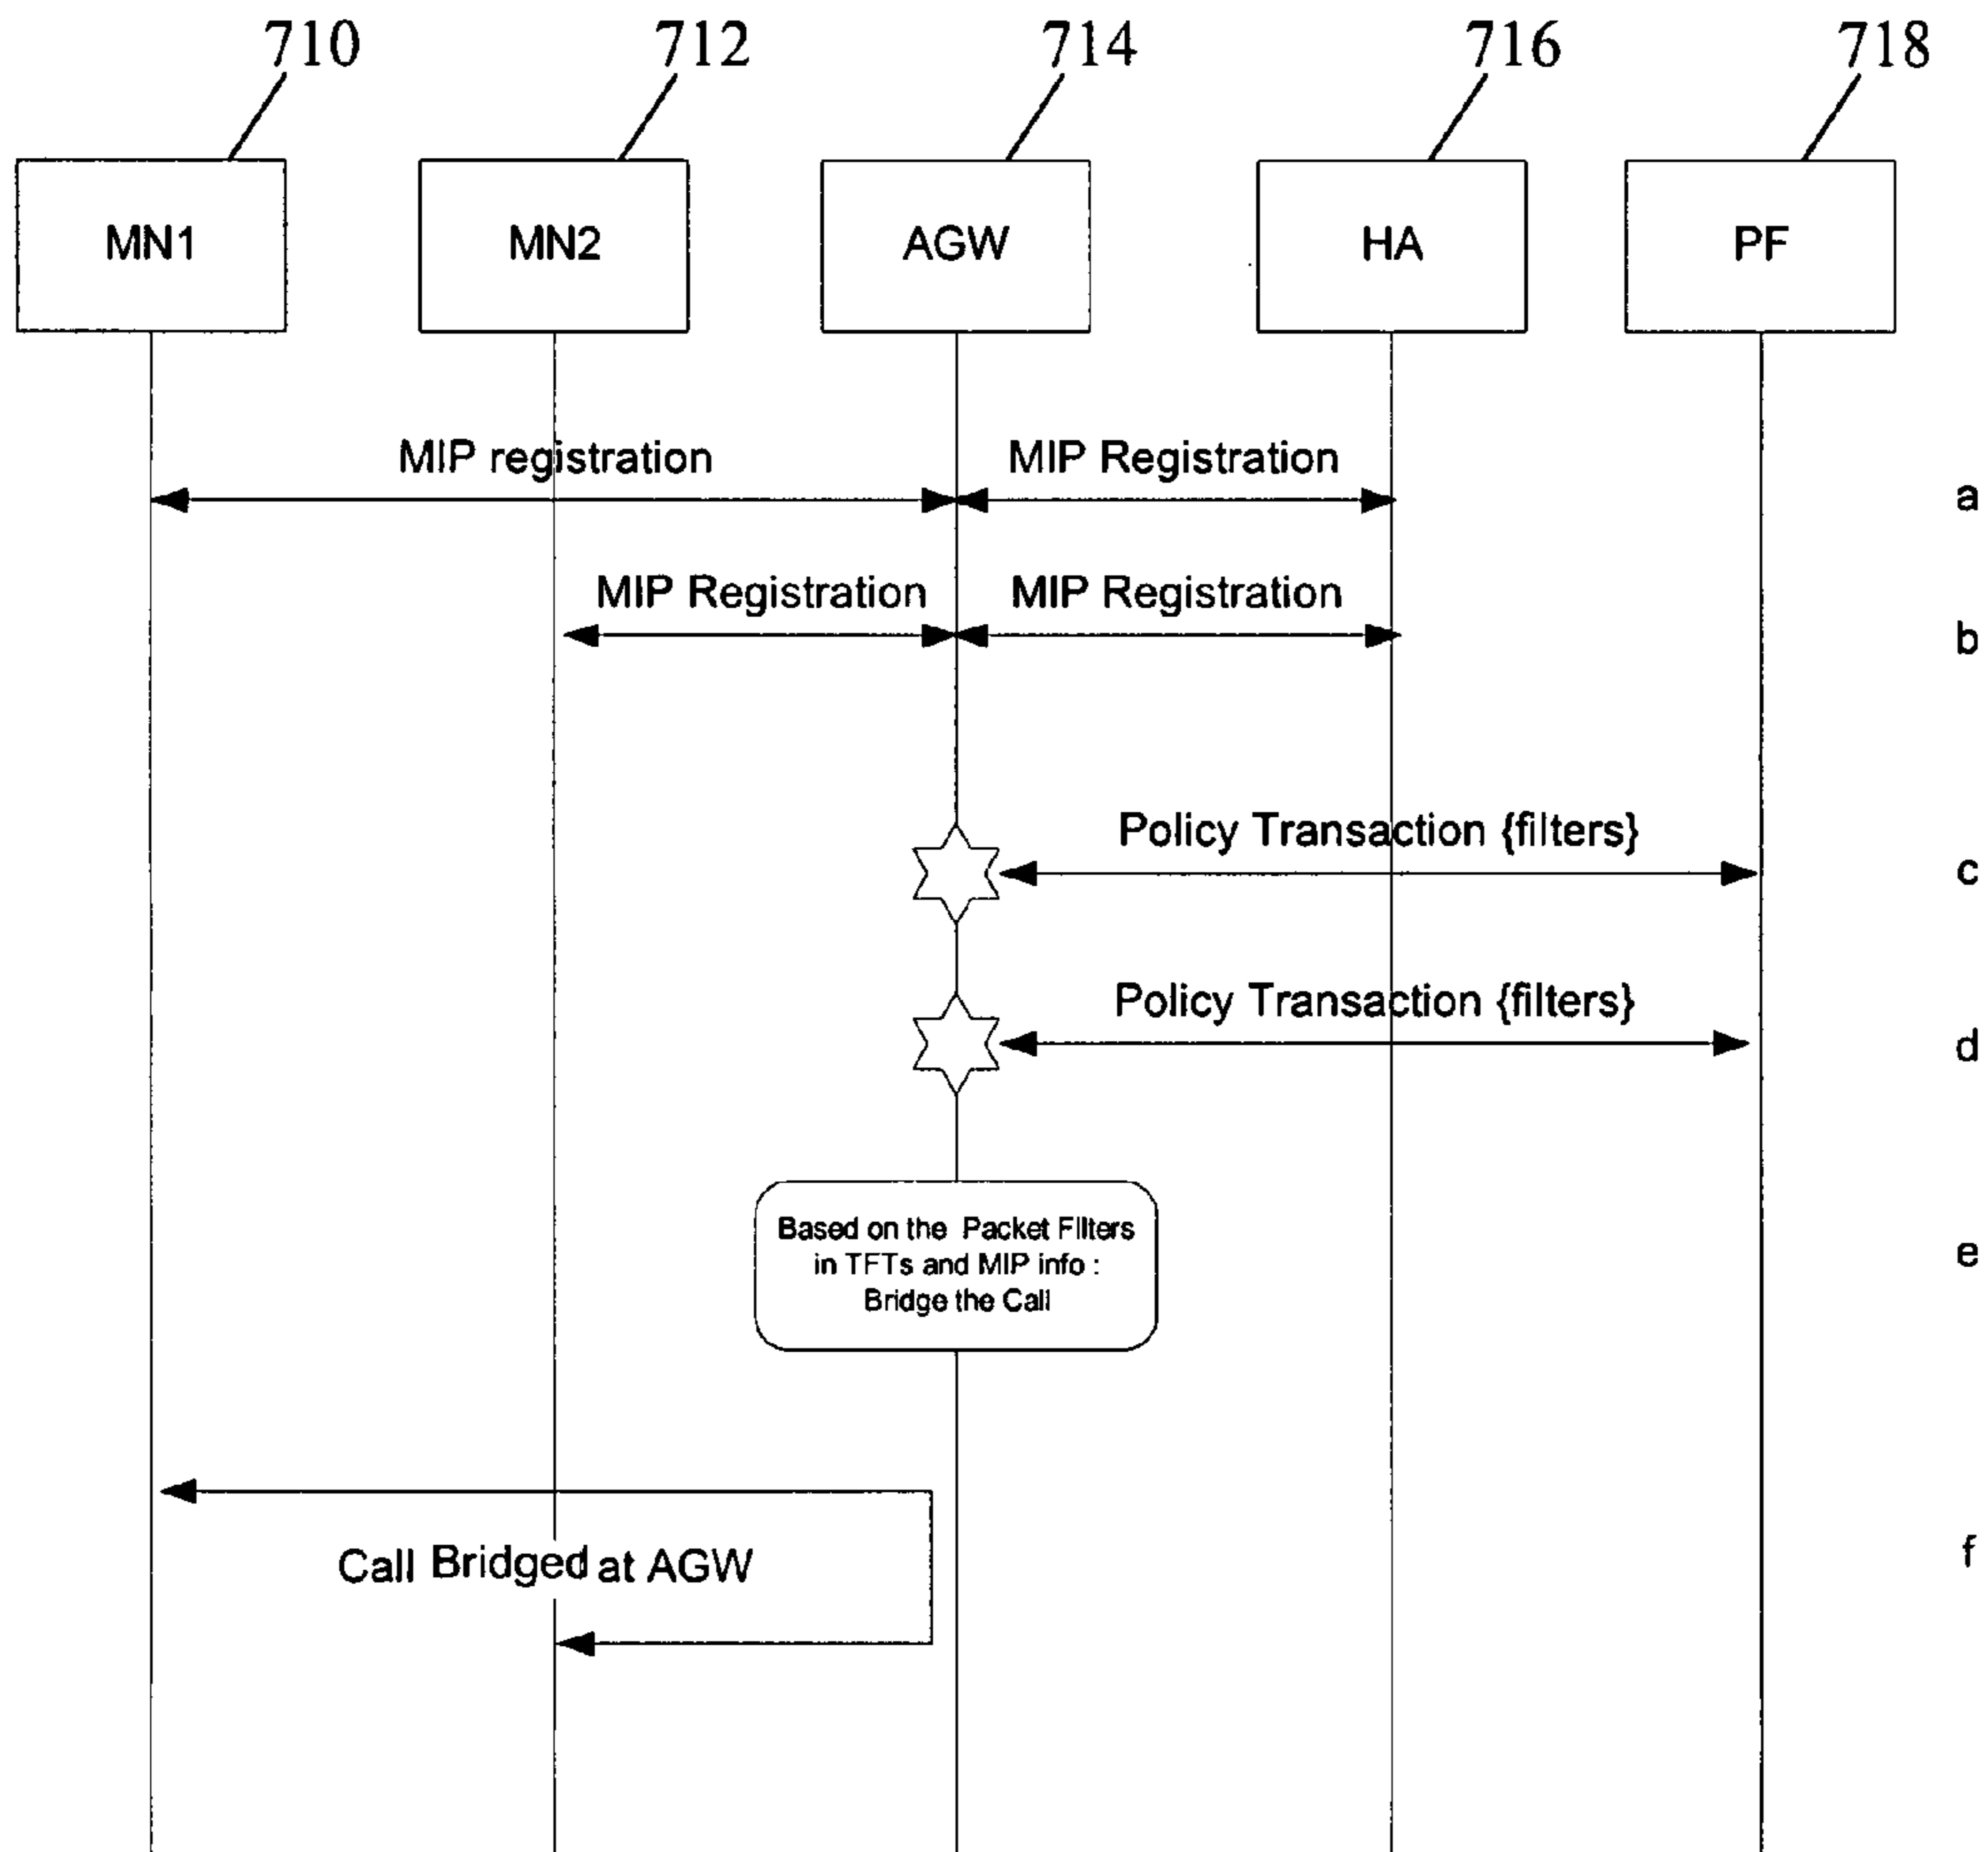 710 712 714 716 718
MN1 MN2 AGW HA PF
MIP registration MIP Registration a
MIP Registration MIP Registration b
Policy Transaction {filters} c
Policy Transaction {filters} d
Based on the Packet Filters
in TFTs and MIP info :
Bridge the Call
e
Call Bridged at AGW f